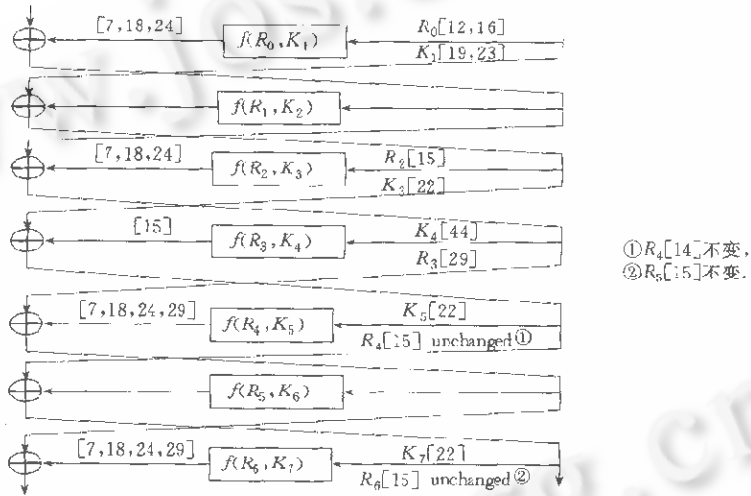 [7,18,24] f(R₀,K₁) R₀[12,16]
K₁[19,23]
f(R₁,K₂)
[7,18,24] f(R₂,K₃) R₂[15]
K₃[22]
[15] f(R₃,K₄) K₄[44]
R₃[29]
①R₄[14]不变,
②R₅[15]不变.
[7,18,24,29] f(R₄,K₅) K₅[22]
R₄[15] unchanged①
f(R₅,K₆)
[7,18,24,29] f(R₆,K₇) K₇[22]
R₆[15] unchanged②